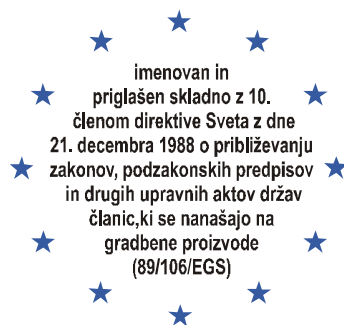 imenovan in
priglašen skladno z 10.
členom direktive Sveta z dne
21. decembra 1988 o približevanju
zakonov, podzakonskih predpisov
in drugih upravnih aktov držav
članic,ki se nanašajo na
gradbene proizvode
(89/106/EGS)